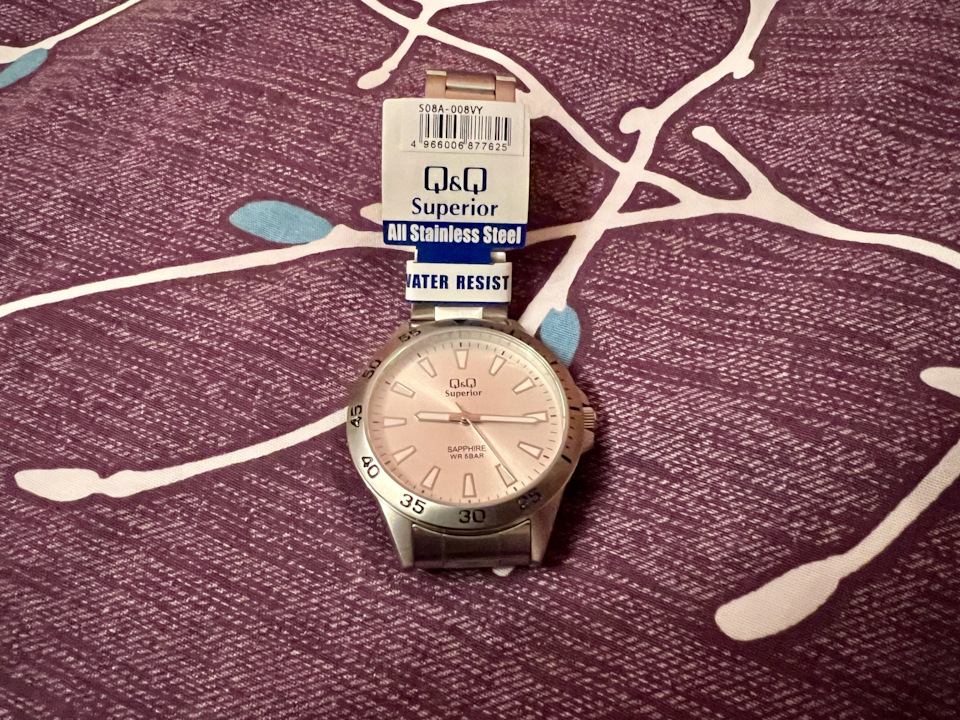 S08A-008VY
4 966006 877625
Q&Q
Superior
All Stainless Steel
WATER RESIST
Q&Q
Superior
SAPPHIRE
WR 5BAR
55
50
45
40
35
30
25